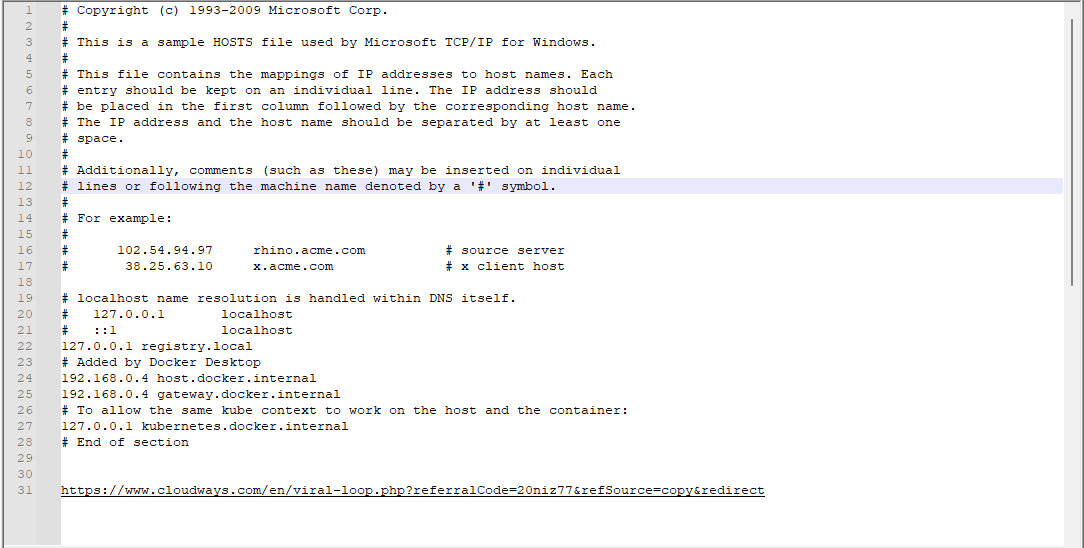 1 # Copyright (c) 1993-2009 Microsoft Corp.
2 #
3 # This is a sample HOSTS file used by Microsoft TCP/IP for Windows.
4 #
5 # This file contains the mappings of IP addresses to host names. Each
6 # entry should be kept on an individual line. The IP address should
7 # be placed in the first column followed by the corresponding host name.
8 # The IP address and the host name should be separated by at least one
9 # space.
10 #
11 # Additionally, comments (such as these) may be inserted on individual
12 # lines or following the machine name denoted by a '#' symbol.
13 #
14 # For example:
15 #
16 #      102.54.94.97     rhino.acme.com          # source server
17 #       38.25.63.10     x.acme.com              # x client host
18
19 # localhost name resolution is handled within DNS itself.
20 #   127.0.0.1       localhost
21 #   ::1             localhost
22 127.0.0.1 registry.local
23 # Added by Docker Desktop
24 192.168.0.4 host.docker.internal
25 192.168.0.4 gateway.docker.internal
26 # To allow the same kube context to work on the host and the container:
27 127.0.0.1 kubernetes.docker.internal
28 # End of section
29
30
31 https://www.cloudways.com/en/viral-loop.php?referralCode=20niz77&refSource=copy&redirect